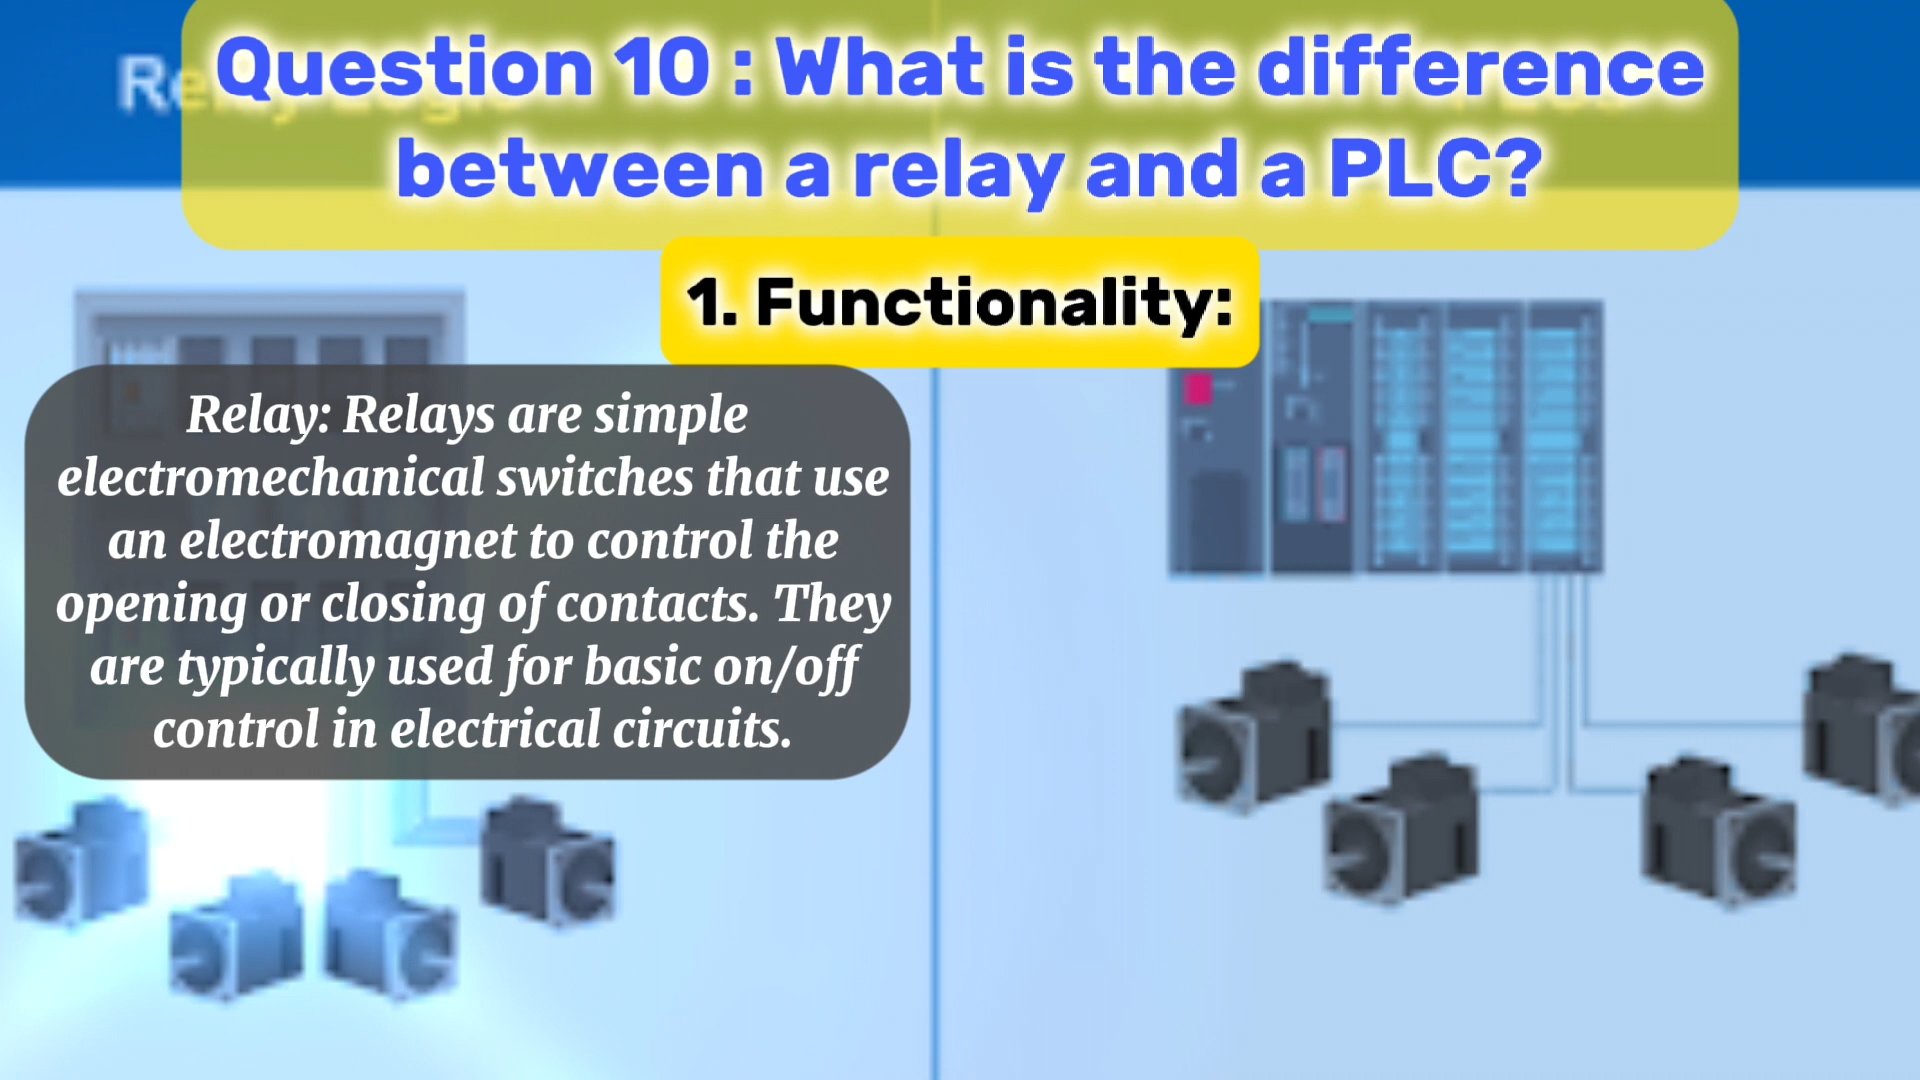 Question 10 : What is the difference
between a relay and a PLC?
1. Functionality:
Relay: Relays are simple
electromechanical switches that use
an electromagnet to control the
opening or closing of contacts. They
are typically used for basic on/off
control in electrical circuits.